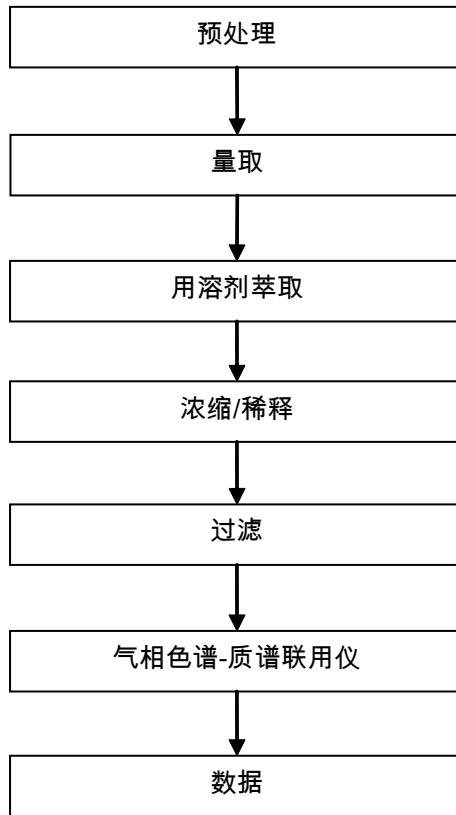 预处理
量取
用溶剂萃取
浓缩/稀释
过滤
气相色谱-质谱联用仪
数据